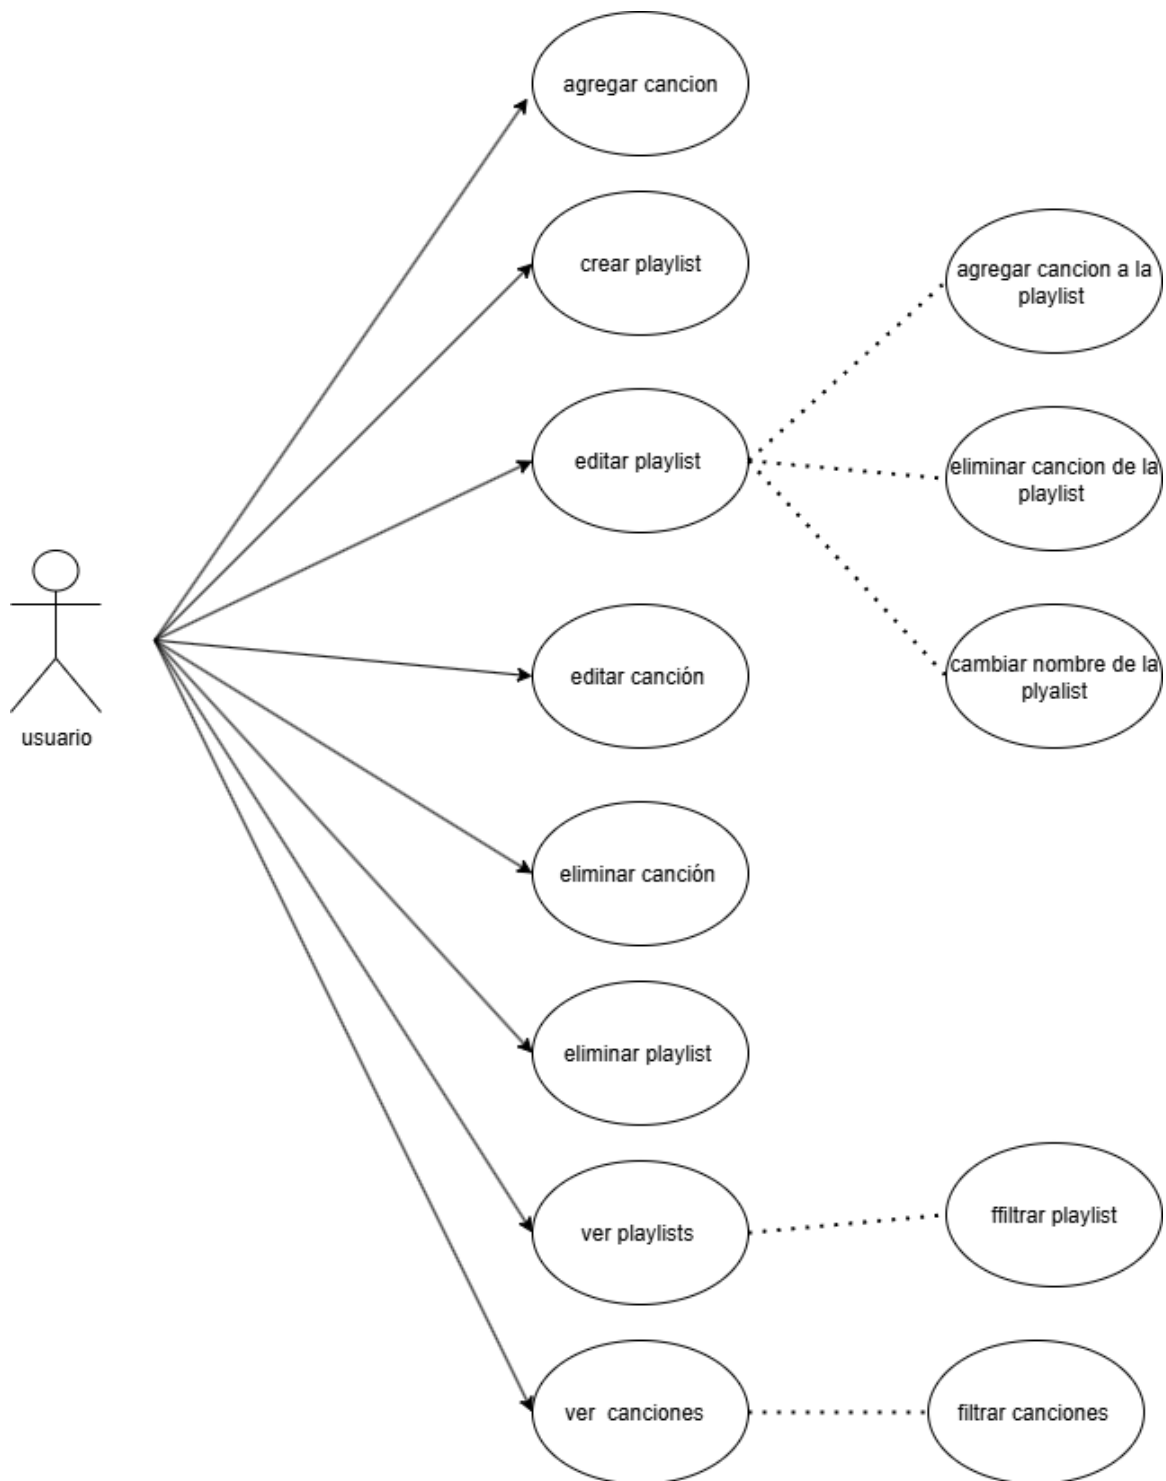 agregar cancion
crear playlist
agregar cancion a la
playlist
editar playlist
eliminar cancion de la
playlist
usuario
editar canción
cambiar nombre de la
plyalist
eliminar canción
eliminar playlist
ver playlists
ffiltrar playlist
ver  canciones
filtrar canciones